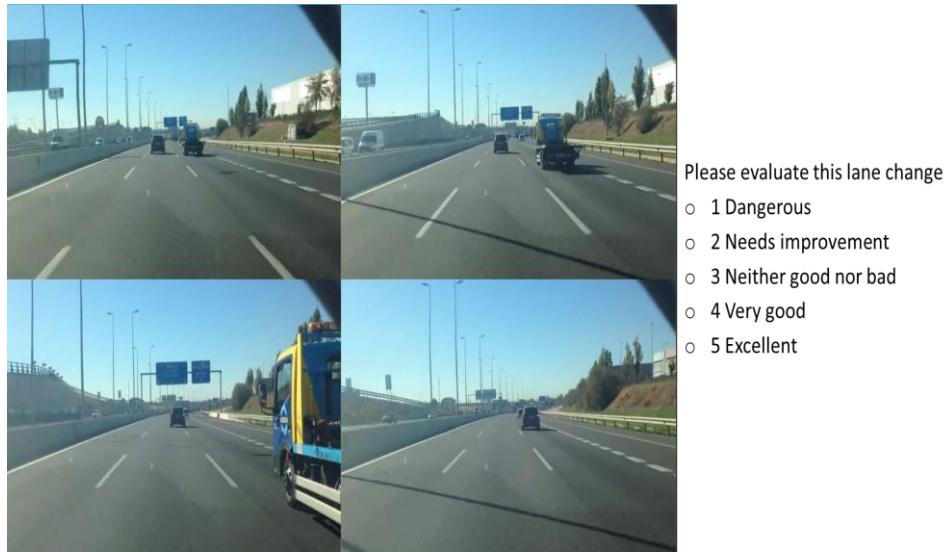 Please evaluate this lane change
○ 1 Dangerous
○ 2 Needs improvement
○ 3 Neither good nor bad
○ 4 Very good
○ 5 Excellent